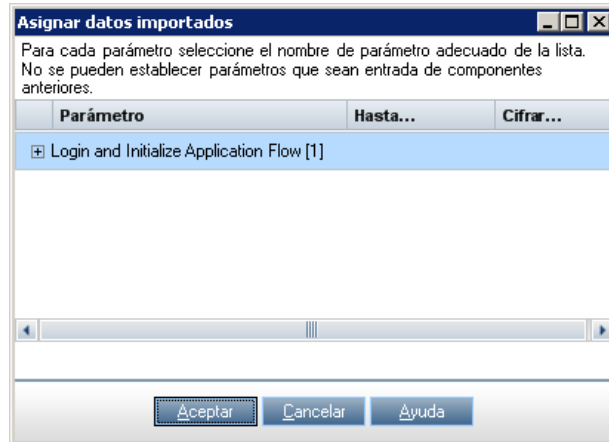 Asignar datos importados
Para cada parámetro seleccione el nombre de parámetro adecuado de la lista.
No se pueden establecer parámetros que sean entrada de componentes
anteriores.
Parámetro Hasta... Cifrar...
Login and Initialize Application Flow [1]
Aceptar Cancelar Ayuda